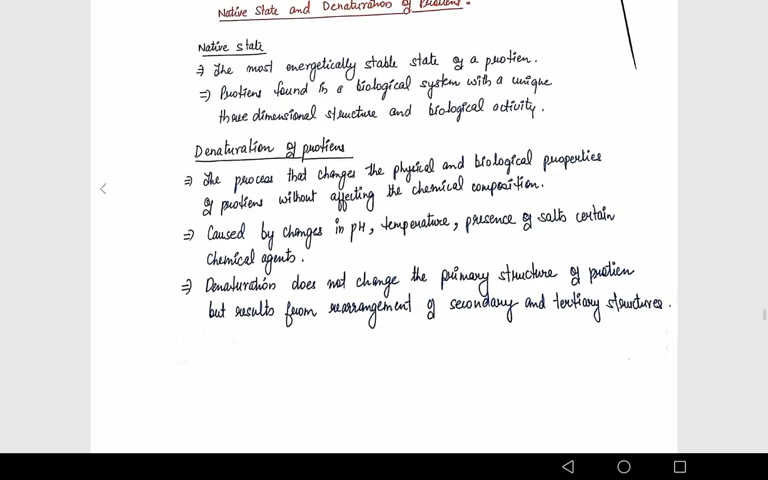 Native State and Denaturation of Protiens.
Native state
⇒ The most energetically stable state of a protien.
⇒ Protiens found in a biological system with a unique
three dimensional structure and biological activity.
Denaturation of protiens
⇒ The process that changes the physical and biological properties
of protiens without affecting the chemical composition.
⇒ Caused by changes in pH, temperature, presence of salts certain
chemical agents.
⇒ Denaturation does not change the primary structure of protien
but results from rearrangement of secondary and tertiary structures.